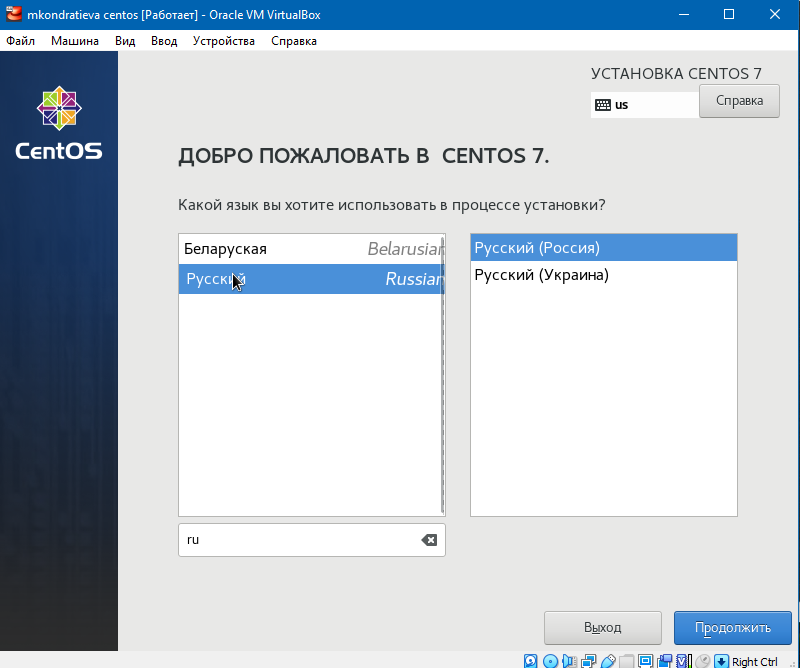 mkondratieva centos [Работает] - Oracle VM VirtualBox
Файл Машина Вид Ввод Устройства Справка
УСТАНОВКА CENTOS 7
us
Справка
CentOS
ДОБРО ПОЖАЛОВАТЬ В CENTOS 7.
Какой язык вы хотите использовать в процессе установки?
Беларуская Belarusian
Русский Russian
Русский (Россия)
Русский (Украина)
ru
Выход
Продолжить
Right Ctrl